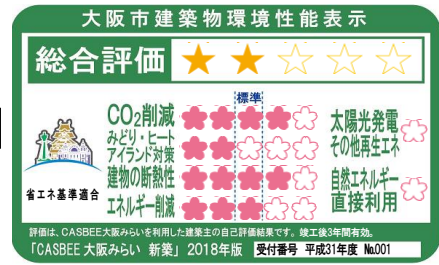 大阪市建築物環境性能表示
総合評価
標準
CO2削減
みどり・ヒート
アイランド対策
建物の断熱性
エネルギー削減
太陽光発電
その他再生エネ
自然エネルギー
直接利用
省エネ基準適合
評価は、CASBEE大阪みらいを利用した建築主の自己評価結果です。竣工後3年間有効。
「CASBEE大阪みらい 新築」2018年版 受付番号 平成31年度 №001